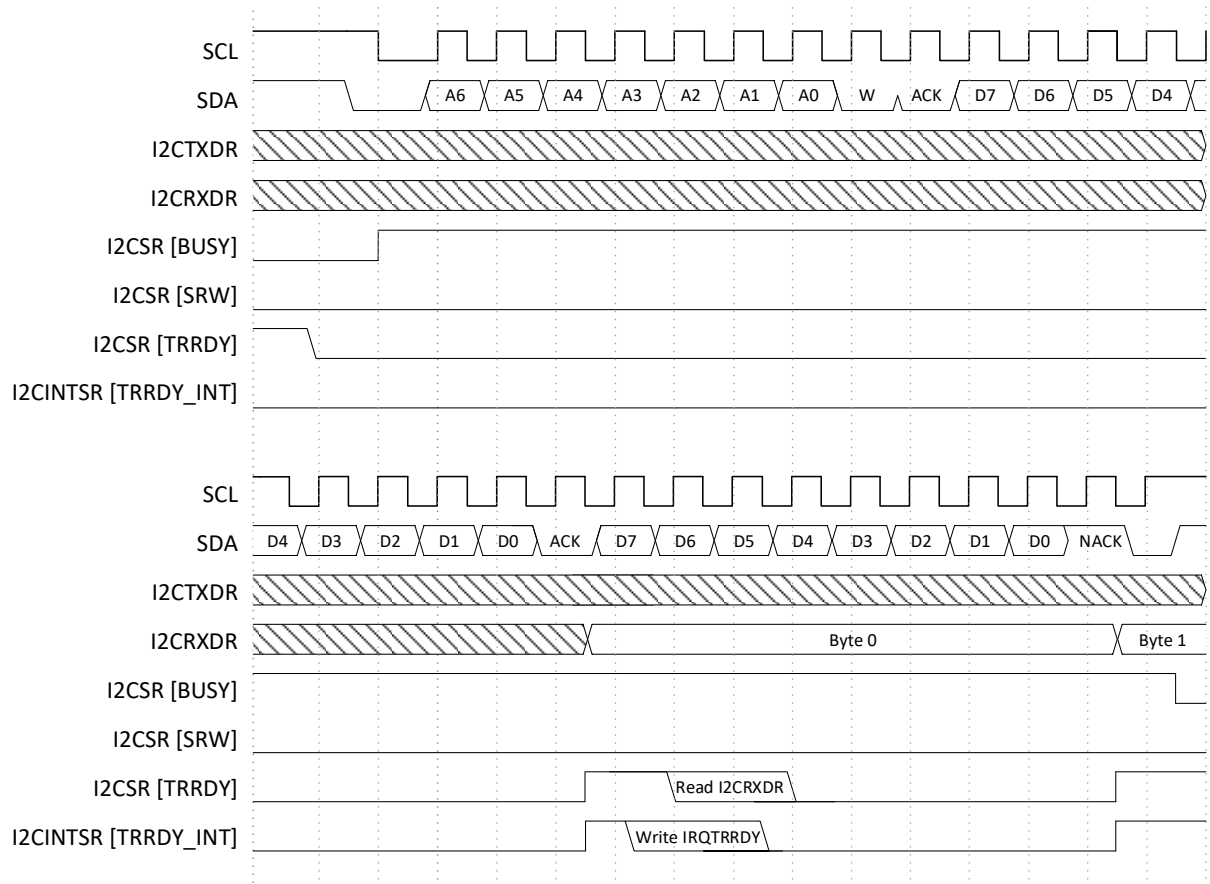 SCL
SDA A6 A5 A4 A3 A2 A1 A0 W ACK D7 D6 D5 D4
I2CTXDR
I2CRXDR
I2CSR [BUSY]
I2CSR [SRW]
I2CSR [TRRDY]
I2CINTSR [TRRDY_INT]
SCL
SDA D4 D3 D2 D1 D0 ACK D7 D6 D5 D4 D3 D2 D1 D0 NACK
I2CTXDR
I2CRXDR Byte 0 Byte 1
I2CSR [BUSY]
I2CSR [SRW]
I2CSR [TRRDY] Read I2CRXDR
I2CINTSR [TRRDY_INT] Write IRQTRRDY